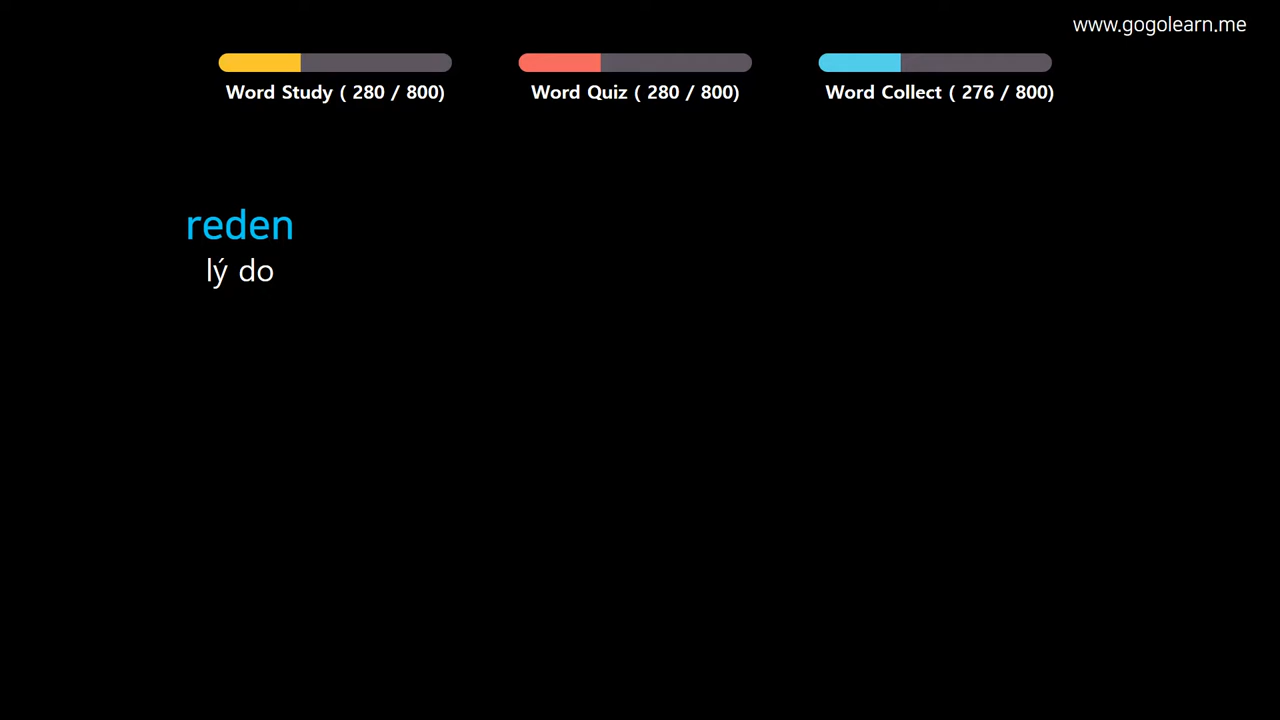 www.gogolearn.me
Word Study ( 280 / 800)
Word Quiz ( 280 / 800)
Word Collect ( 276 / 800)
reden
lý do